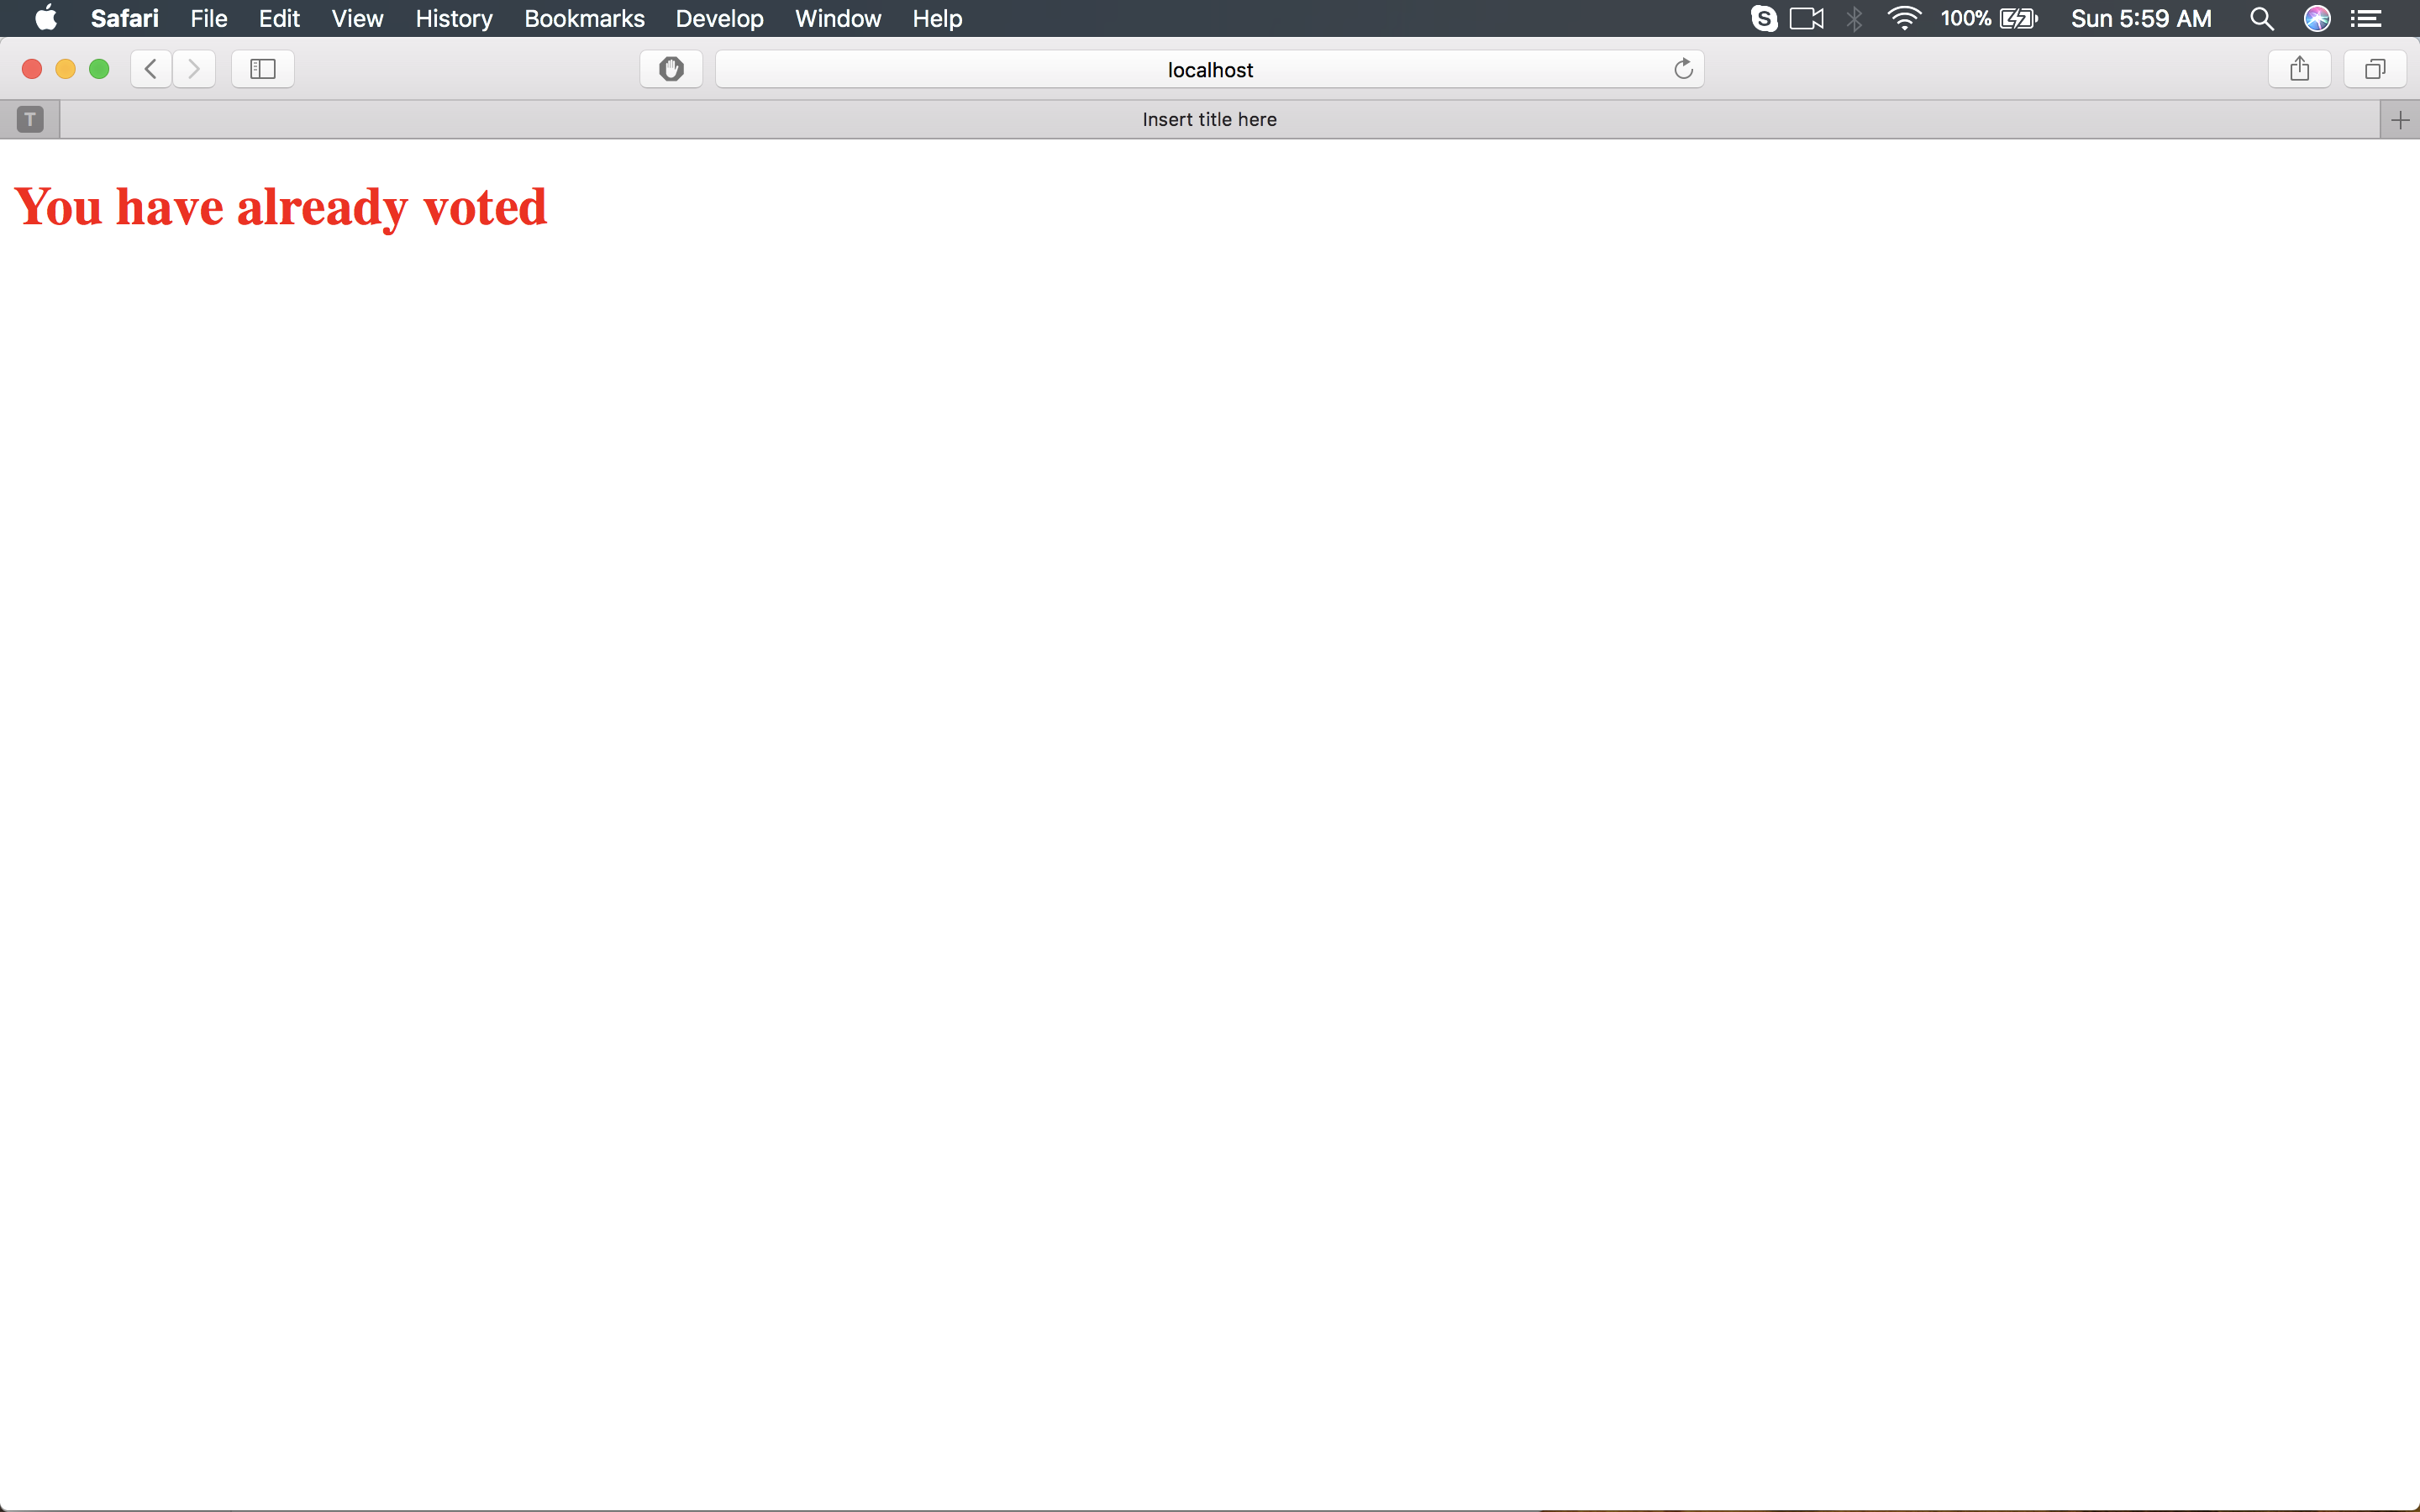 Safari File Edit View History Bookmarks Develop Window Help S 100% Sun 5:59 AM
localhost
T Insert title here
You have already voted